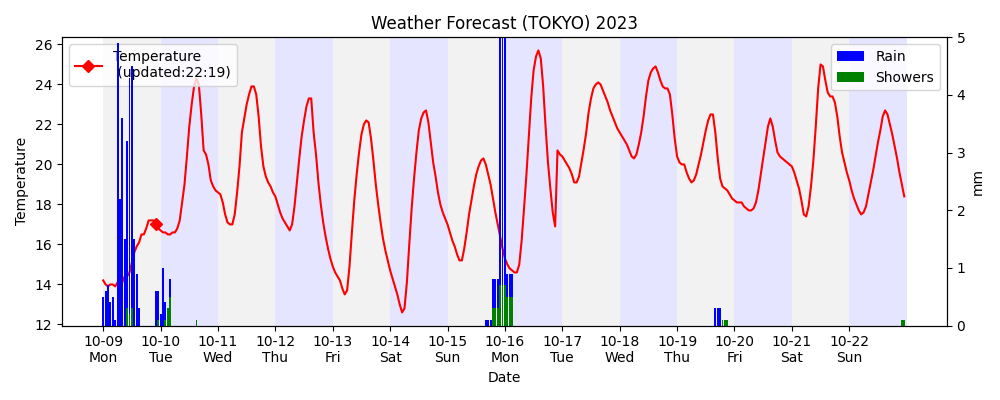 Weather Forecast (TOKYO) 2023
Temperature
(updated:22:19)
Rain
Showers
Temperature
26
24
22
20
18
16
14
12
5
4
3
2
1
0
mm
10-09 10-10 10-11 10-12 10-13 10-14 10-15 10-16 10-17 10-18 10-19 10-20 10-21 10-22
Mon Tue Wed Thu Fri Sat Sun Mon Tue Wed Thu Fri Sat Sun
Date